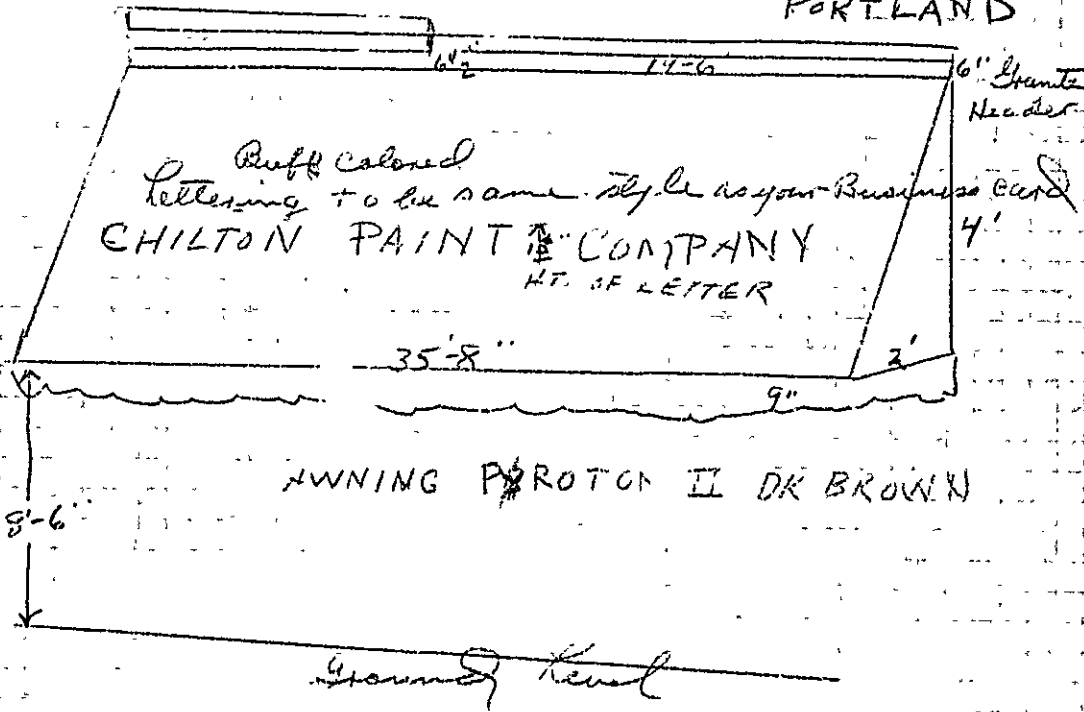 PORTLAND
6½" 14-6 6" Granite
Header
Buff colored
lettering to be same style as your Business card
CHILTON PAINT COMPANY
HT. OF LETTER
4'
35'-8" 2'
9"
AWNING PYROTON II DK BROWN
8'-6"
Ground Level